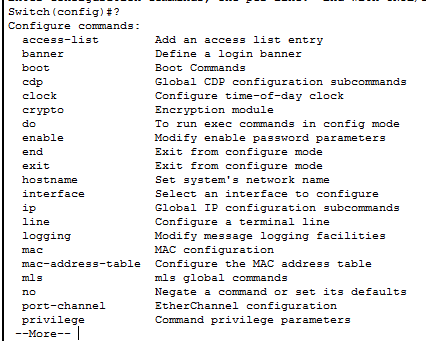 Switch(config)#?
Configure commands:
  access-list        Add an access list entry
  banner             Define a login banner
  boot               Boot Commands
  cdp                Global CDP configuration subcommands
  clock              Configure time-of-day clock
  crypto             Encryption module
  do                 To run exec commands in config mode
  enable             Modify enable password parameters
  end                Exit from configure mode
  exit               Exit from configure mode
  hostname           Set system's network name
  interface          Select an interface to configure
  ip                 Global IP configuration subcommands
  line               Configure a terminal line
  logging            Modify message logging facilities
  mac                MAC configuration
  mac-address-table  Configure the MAC address table
  mls                mls global commands
  no                 Negate a command or set its defaults
  port-channel       EtherChannel configuration
  privilege          Command privilege parameters
 --More--